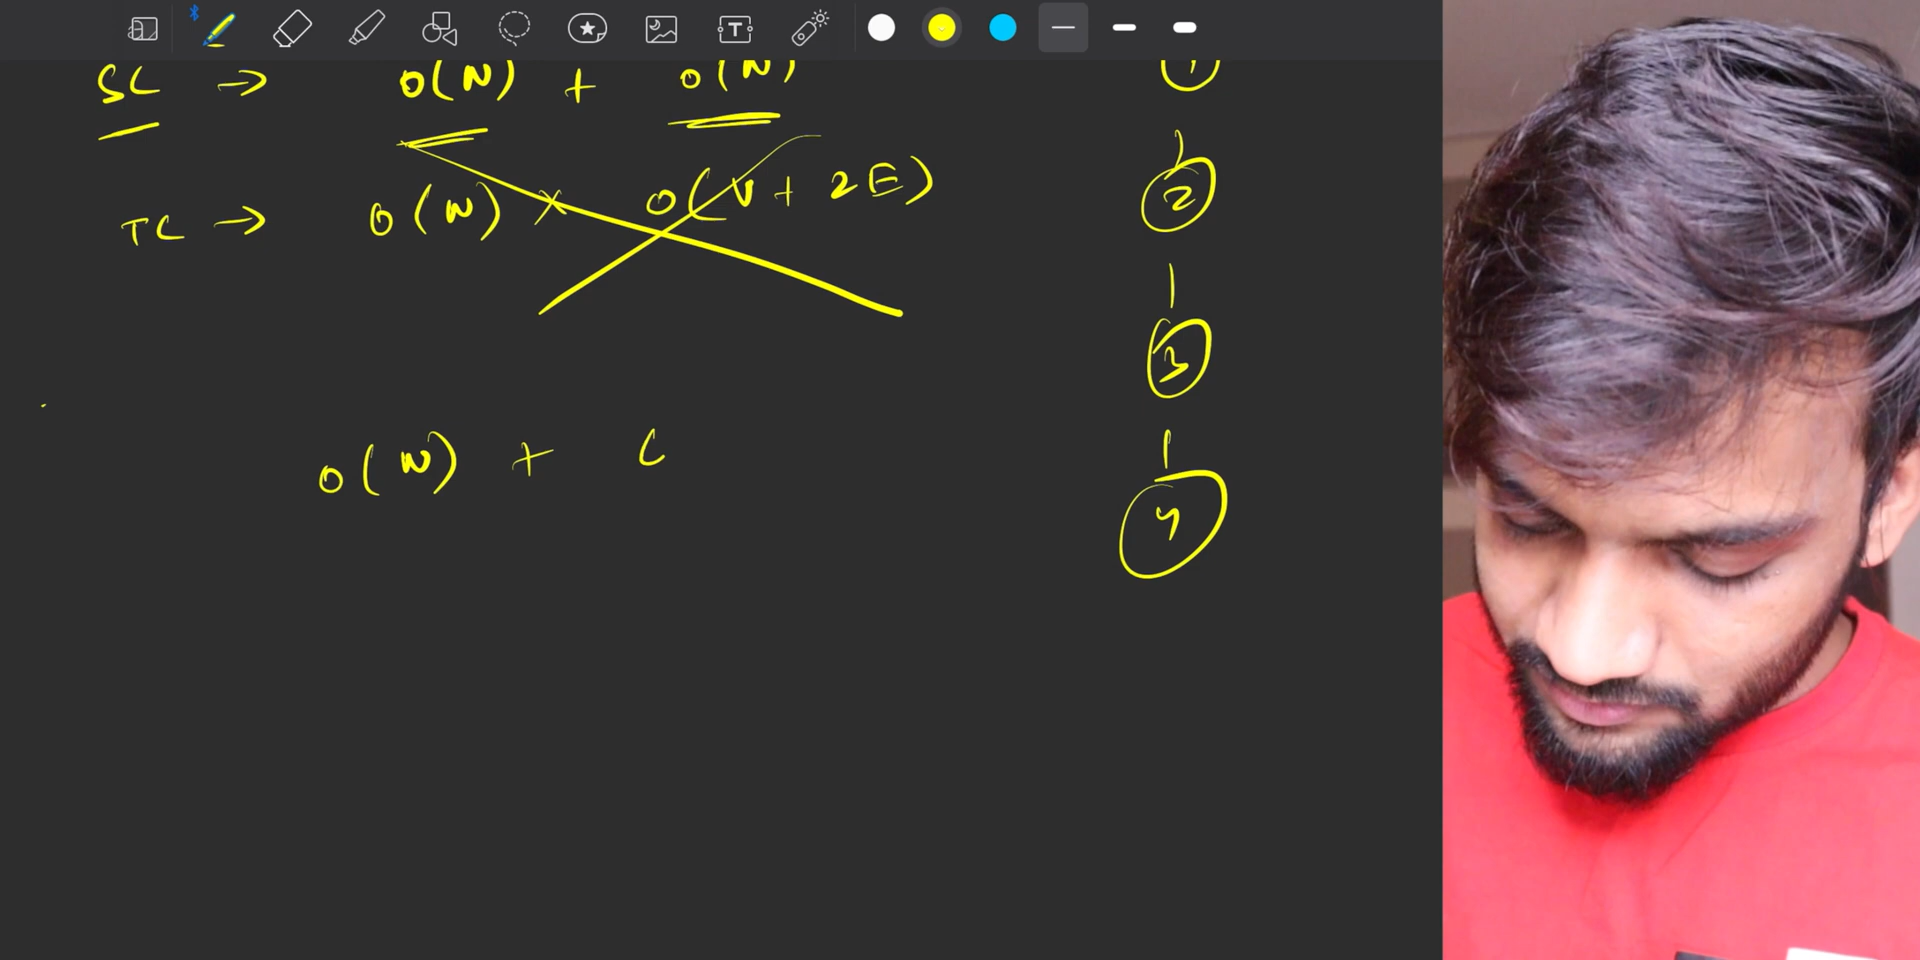 SC → O(N) + O(N)
TC → O(N) × O(V + 2E)
O(N) + C
1
2
3
4